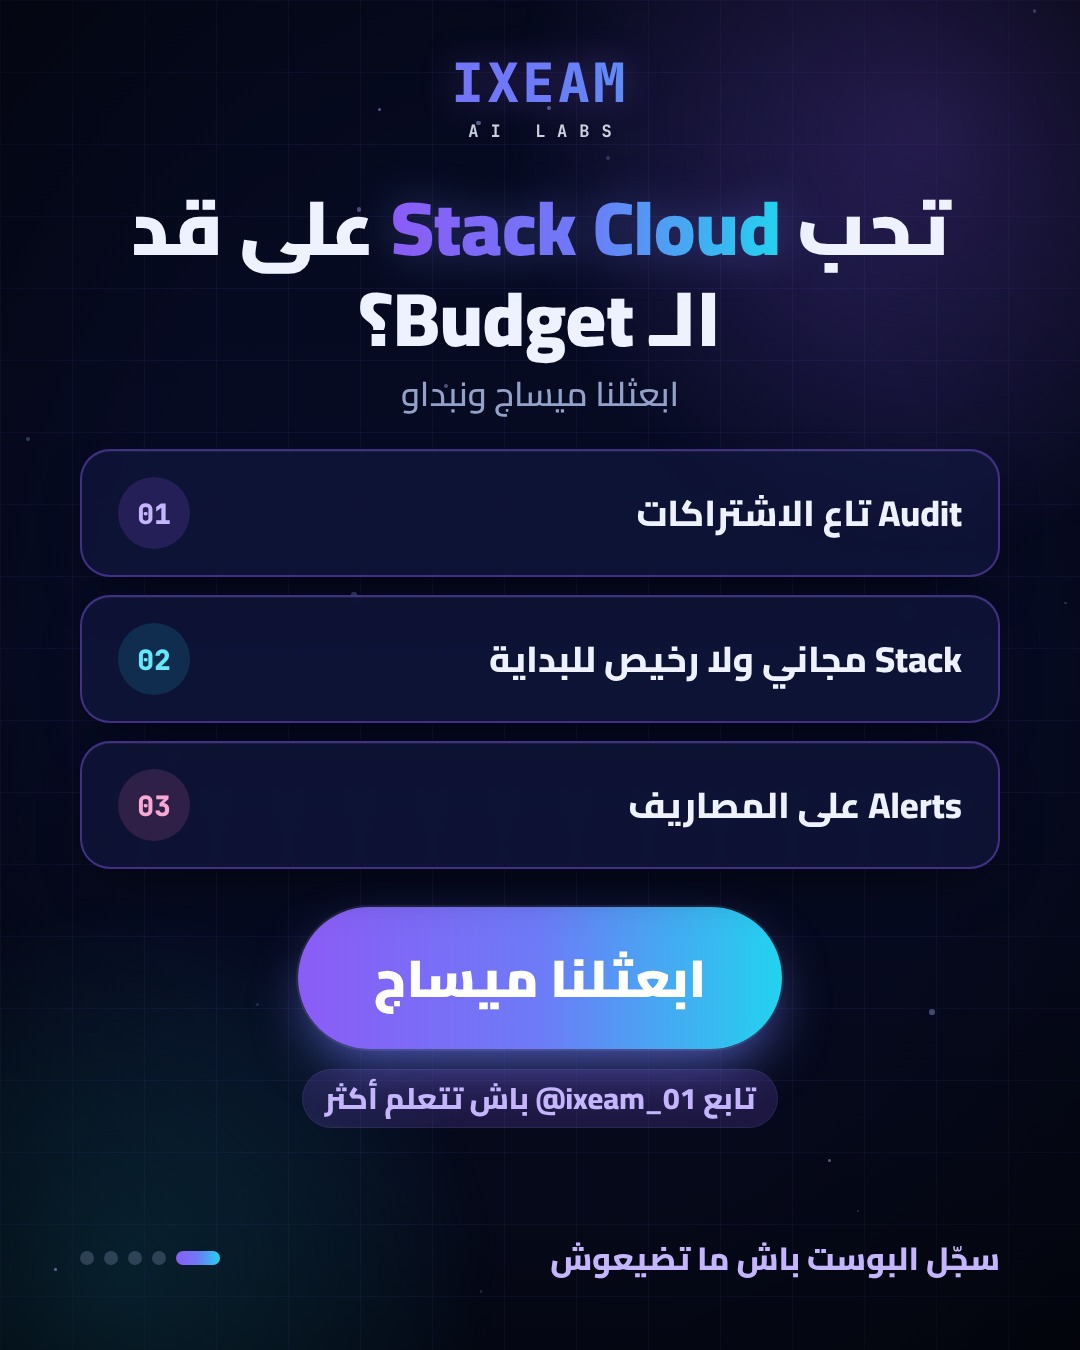 IXEAM
AI LABS
تحب Stack Cloud على قد
الـ Budget؟
ابعثلنا ميساج ونبداو
01
Audit تاع الاشتراكات
02
Stack مجاني ولا رخيص للبداية
03
Alerts على المصاريف
ابعثلنا ميساج
تابع @ixeam_01 باش تتعلم أكثر
سجّل البوست باش ما تضيعوش